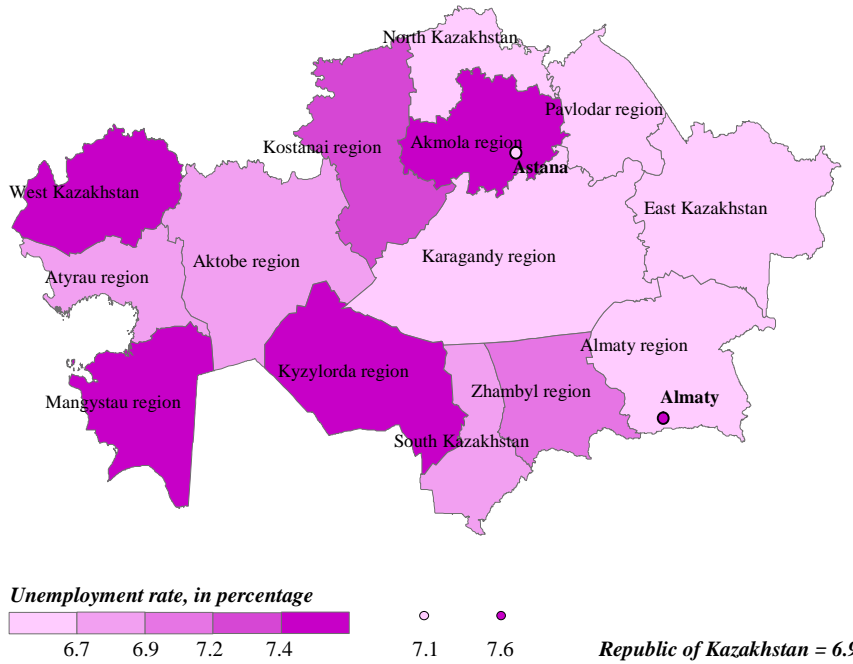 North Kazakhstan
Pavlodar region
Kostanai region
Akmola region
Astana
West Kazakhstan
East Kazakhstan
Aktobe region
Karagandy region
Atyrau region
Almaty region
Kyzylorda region
Zhambyl region
Mangystau region
Almaty
South Kazakhstan
Unemployment rate, in percentage
6.7 6.9 7.2 7.4 7.1 7.6 Republic of Kazakhstan = 6.9